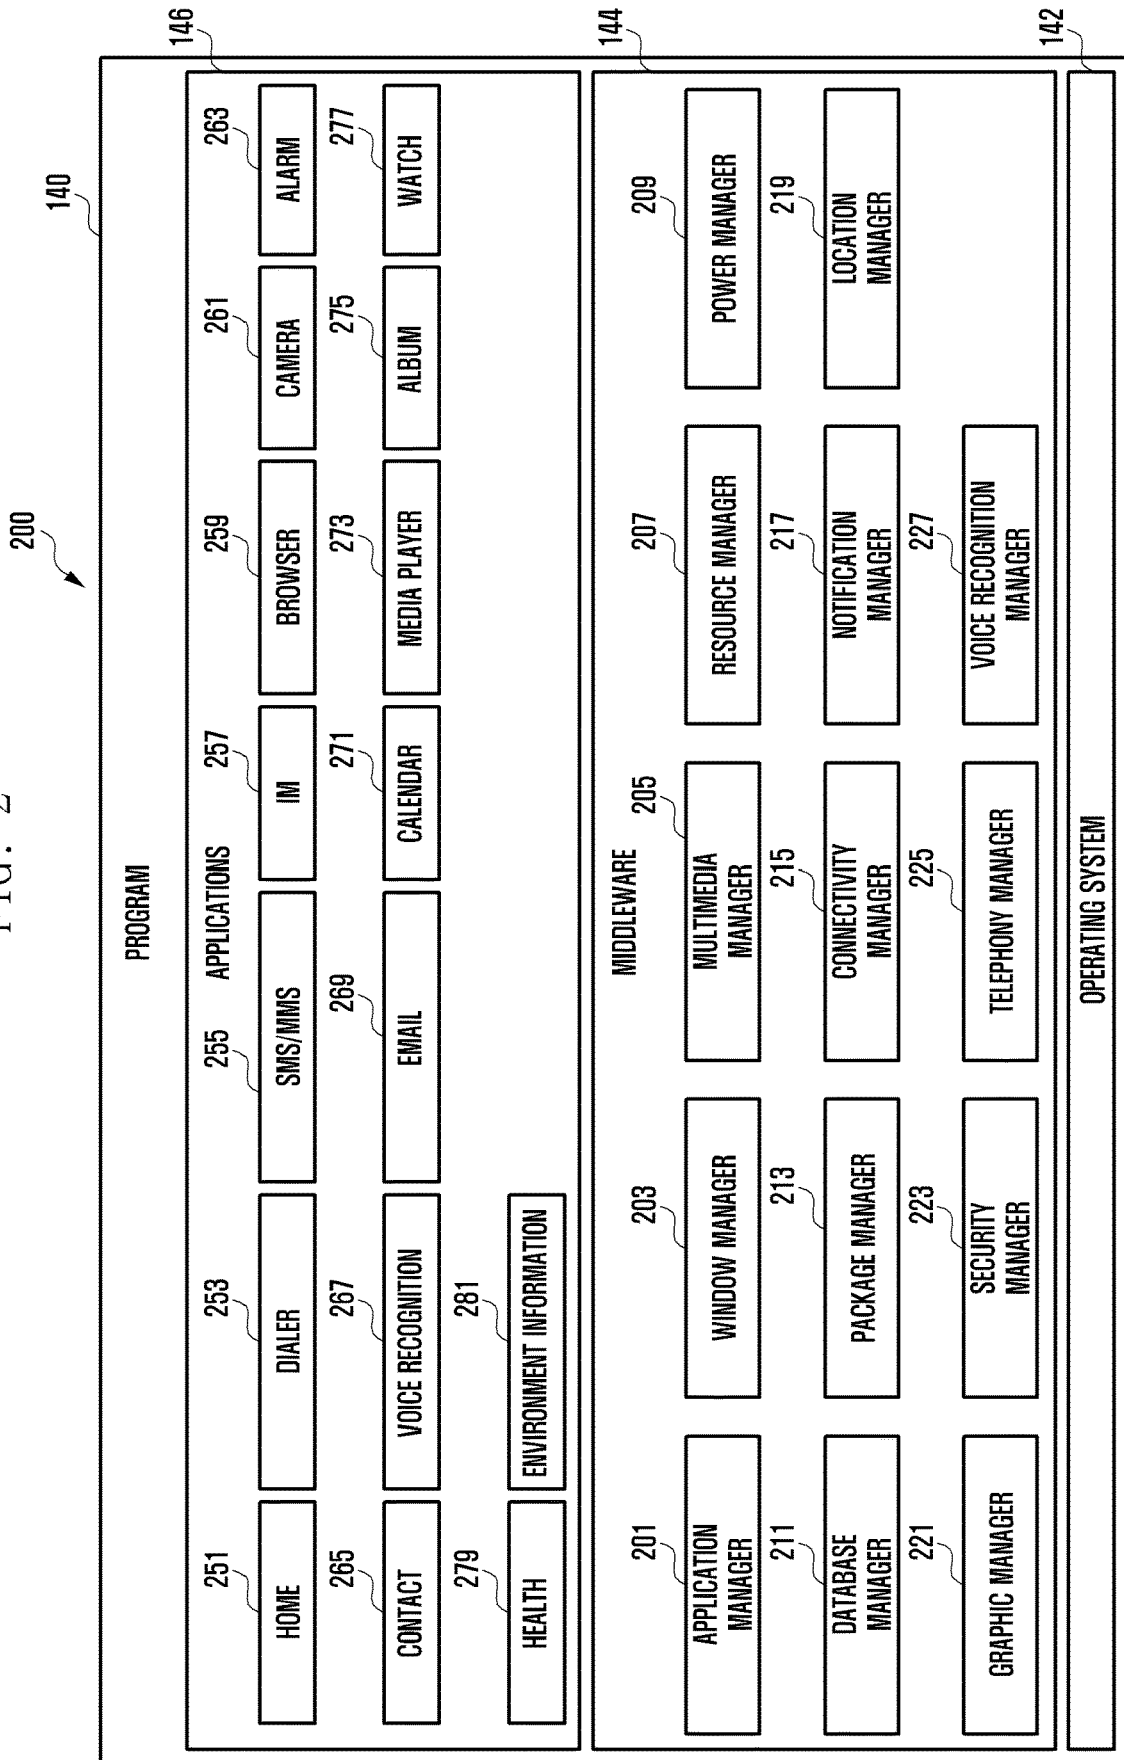 FIG. 2
200
140
PROGRAM
146
APPLICATIONS
251 253 255 257 259 261 263
HOME DIALER SMS/MMS IM BROWSER CAMERA ALARM
265 267 269 271 273 275 277
CONTACT VOICE RECOGNITION EMAIL CALENDAR MEDIA PLAYER ALBUM WATCH
279 281
HEALTH ENVIRONMENT INFORMATION
144
MIDDLEWARE
201 203 205 207 209
APPLICATION
MANAGER
WINDOW MANAGER
MULTIMEDIA
MANAGER
RESOURCE MANAGER
POWER MANAGER
211 213 215 217 219
DATABASE
MANAGER
PACKAGE MANAGER
CONNECTIVITY
MANAGER
NOTIFICATION
MANAGER
LOCATION
MANAGER
221 223 225 227
GRAPHIC MANAGER
SECURITY
MANAGER
TELEPHONY MANAGER
VOICE RECOGNITION
MANAGER
142
OPERATING SYSTEM